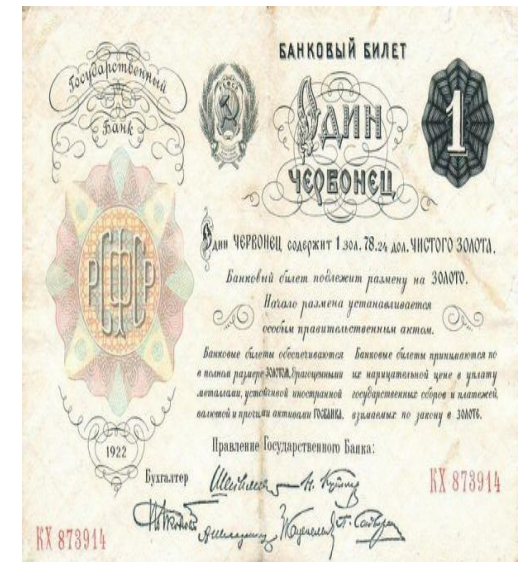 Государственный
Банк
БАНКОВЫЙ БИЛЕТ
ОДИН
ЧЕРВОНЕЦ
1
Один ЧЕРВОНЕЦ содержит 1 зол. 78.24 дол. ЧИСТОГО ЗОЛОТА.
Банковый билет подлежит размену на ЗОЛОТО.
Начало размена устанавливается
особым правительственным актом.
Банковые билеты обеспечиваются
в полном размере ЗОЛОТОМ, драгоценными
металлами, устойчивой иностранной
валютой и прочими активами ГОСБАНКА.
Банковые билеты принимаются по
их нарицательной цене в уплату
государственных сборов и платежей,
взимаемых по закону в ЗОЛОТЕ.
РСФСР
1922
Правление Государственного Банка:
Бухгалтер
КХ 873914
КХ 873914